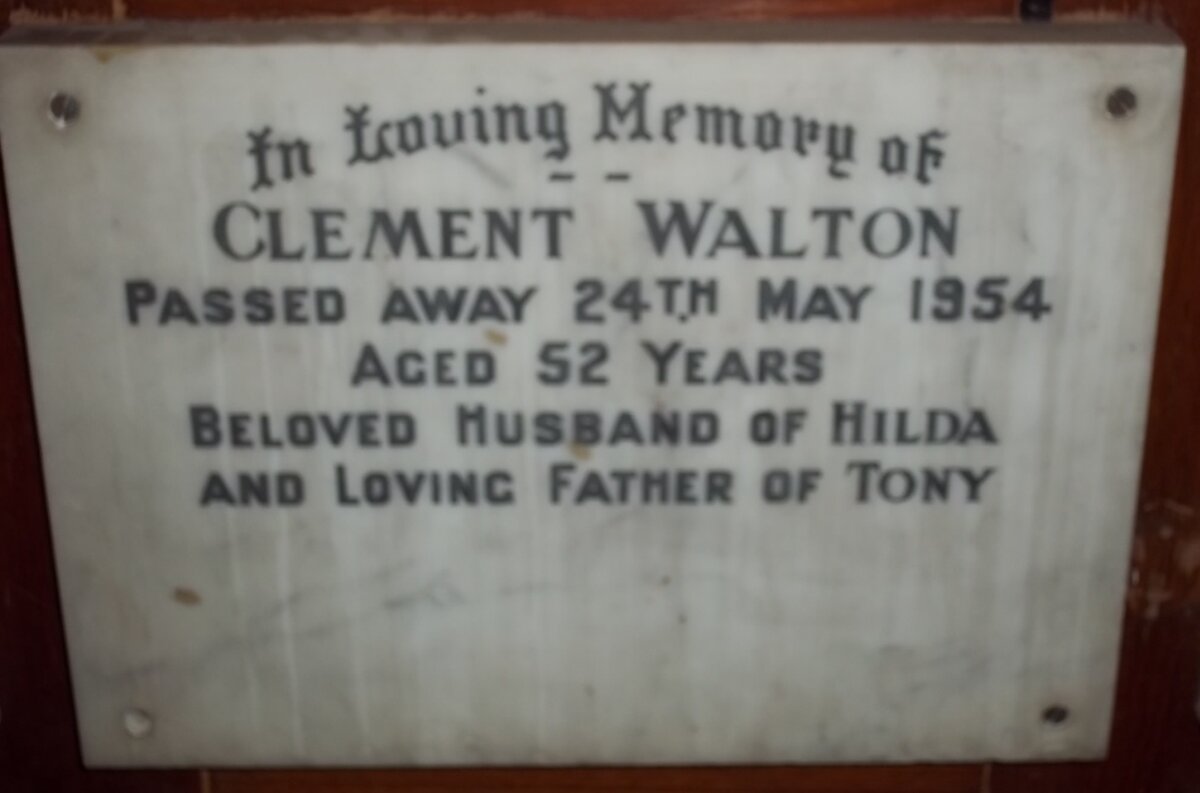 In Loving Memory of
– –
CLEMENT WALTON
PASSED AWAY 24TH MAY 1954
AGED 52 YEARS
BELOVED HUSBAND OF HILDA
AND LOVING FATHER OF TONY